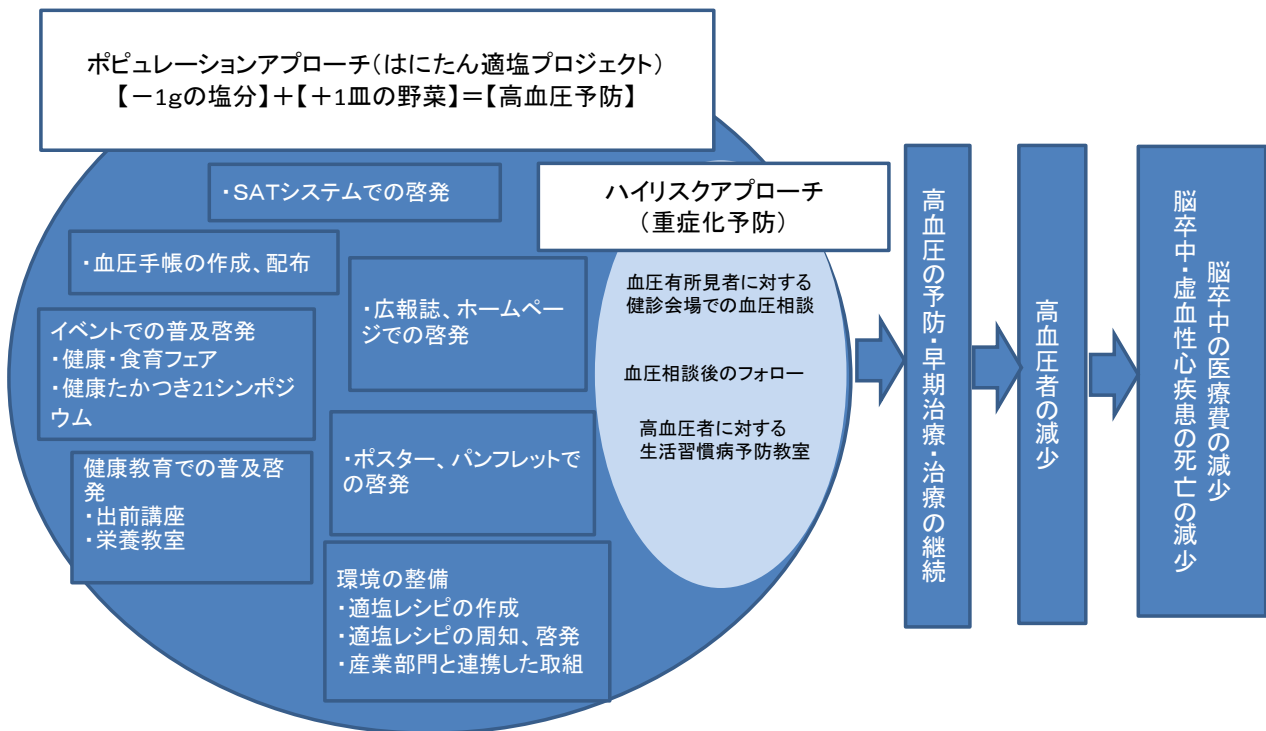 ポピュレーションアプローチ(はにたん適塩プロジェクト)
【－1gの塩分】＋【＋1皿の野菜】＝【高血圧予防】
・SATシステムでの啓発
・血圧手帳の作成、配布
イベントでの普及啓発
・健康・食育フェア
・健康たかつき21シンポジ
ウム
健康教育での普及啓
発
・出前講座
・栄養教室
・広報誌、ホームペー
ジでの啓発
・ポスター、パンフレットで
の啓発
環境の整備
・適塩レシピの作成
・適塩レシピの周知、啓発
・産業部門と連携した取組
ハイリスクアプローチ
(重症化予防)
血圧有所見者に対する
健診会場での血圧相談
血圧相談後のフォロー
高血圧者に対する
生活習慣病予防教室
高血圧の予防・早期治療・治療の継続
高血圧者の減少
脳卒中の医療費の減少
脳卒中・虚血性心疾患の死亡の減少